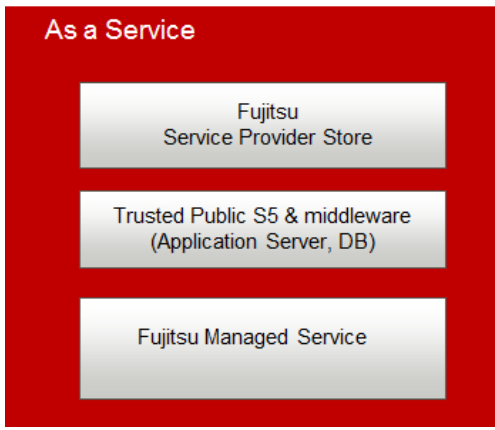 As a Service
Fujitsu
Service Provider Store
Trusted Public S5 & middleware
(Application Server, DB)
Fujitsu Managed Service